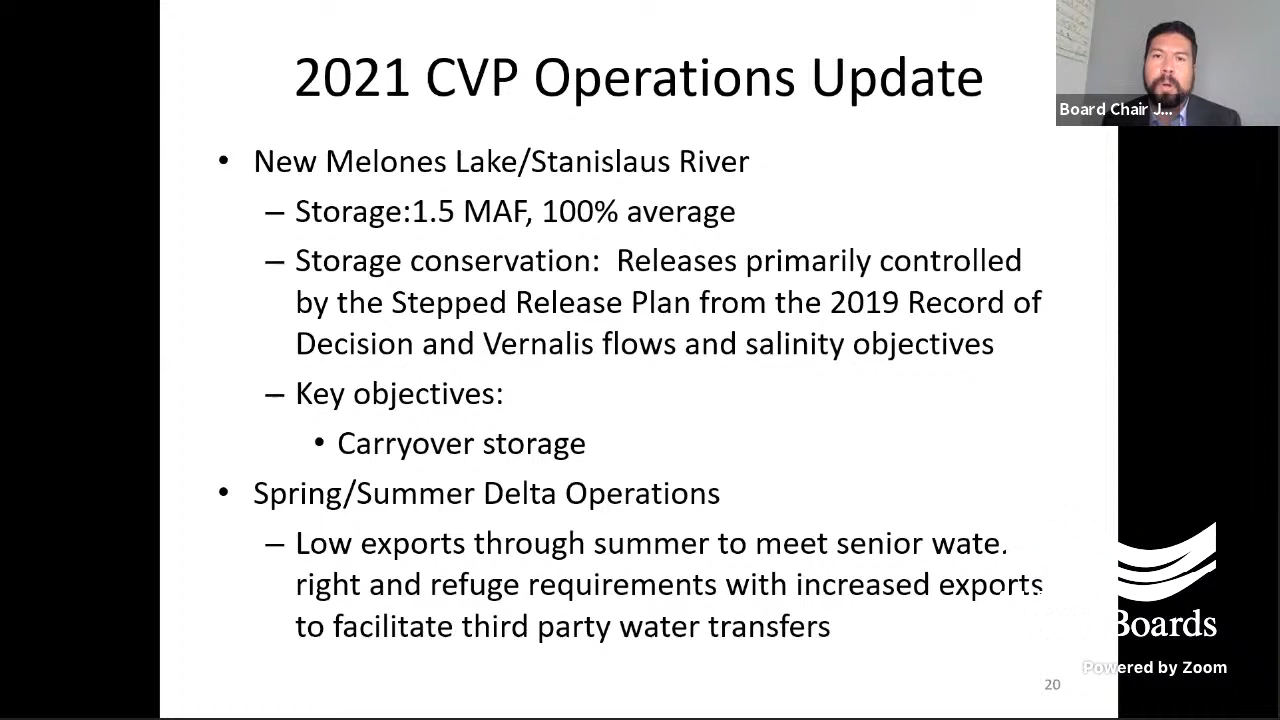 2021 CVP Operations Update
Board Chair J...
• New Melones Lake/Stanislaus River
– Storage:1.5 MAF, 100% average
– Storage conservation:  Releases primarily controlled
by the Stepped Release Plan from the 2019 Record of
Decision and Vernalis flows and salinity objectives
– Key objectives:
• Carryover storage
• Spring/Summer Delta Operations
– Low exports through summer to meet senior wate
right and refuge requirements with increased exports
to facilitate third party water transfers
Boards
Powered by Zoom
20